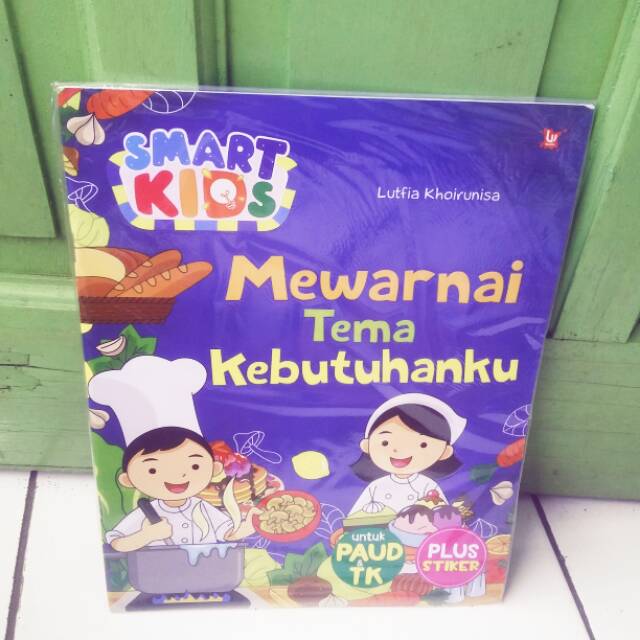 SMART
KIDS
Lutfia Khoirunisa
Mewarnai
Tema
Kebutuhanku
untuk
PAUD
&
TK
PLUS
STIKER